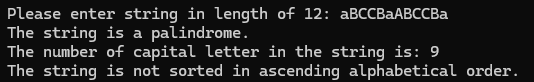 Please enter string in length of 12: aBCCBaABCCBa
The string is a palindrome.
The number of capital letter in the string is: 9
The string is not sorted in ascending alphabetical order.